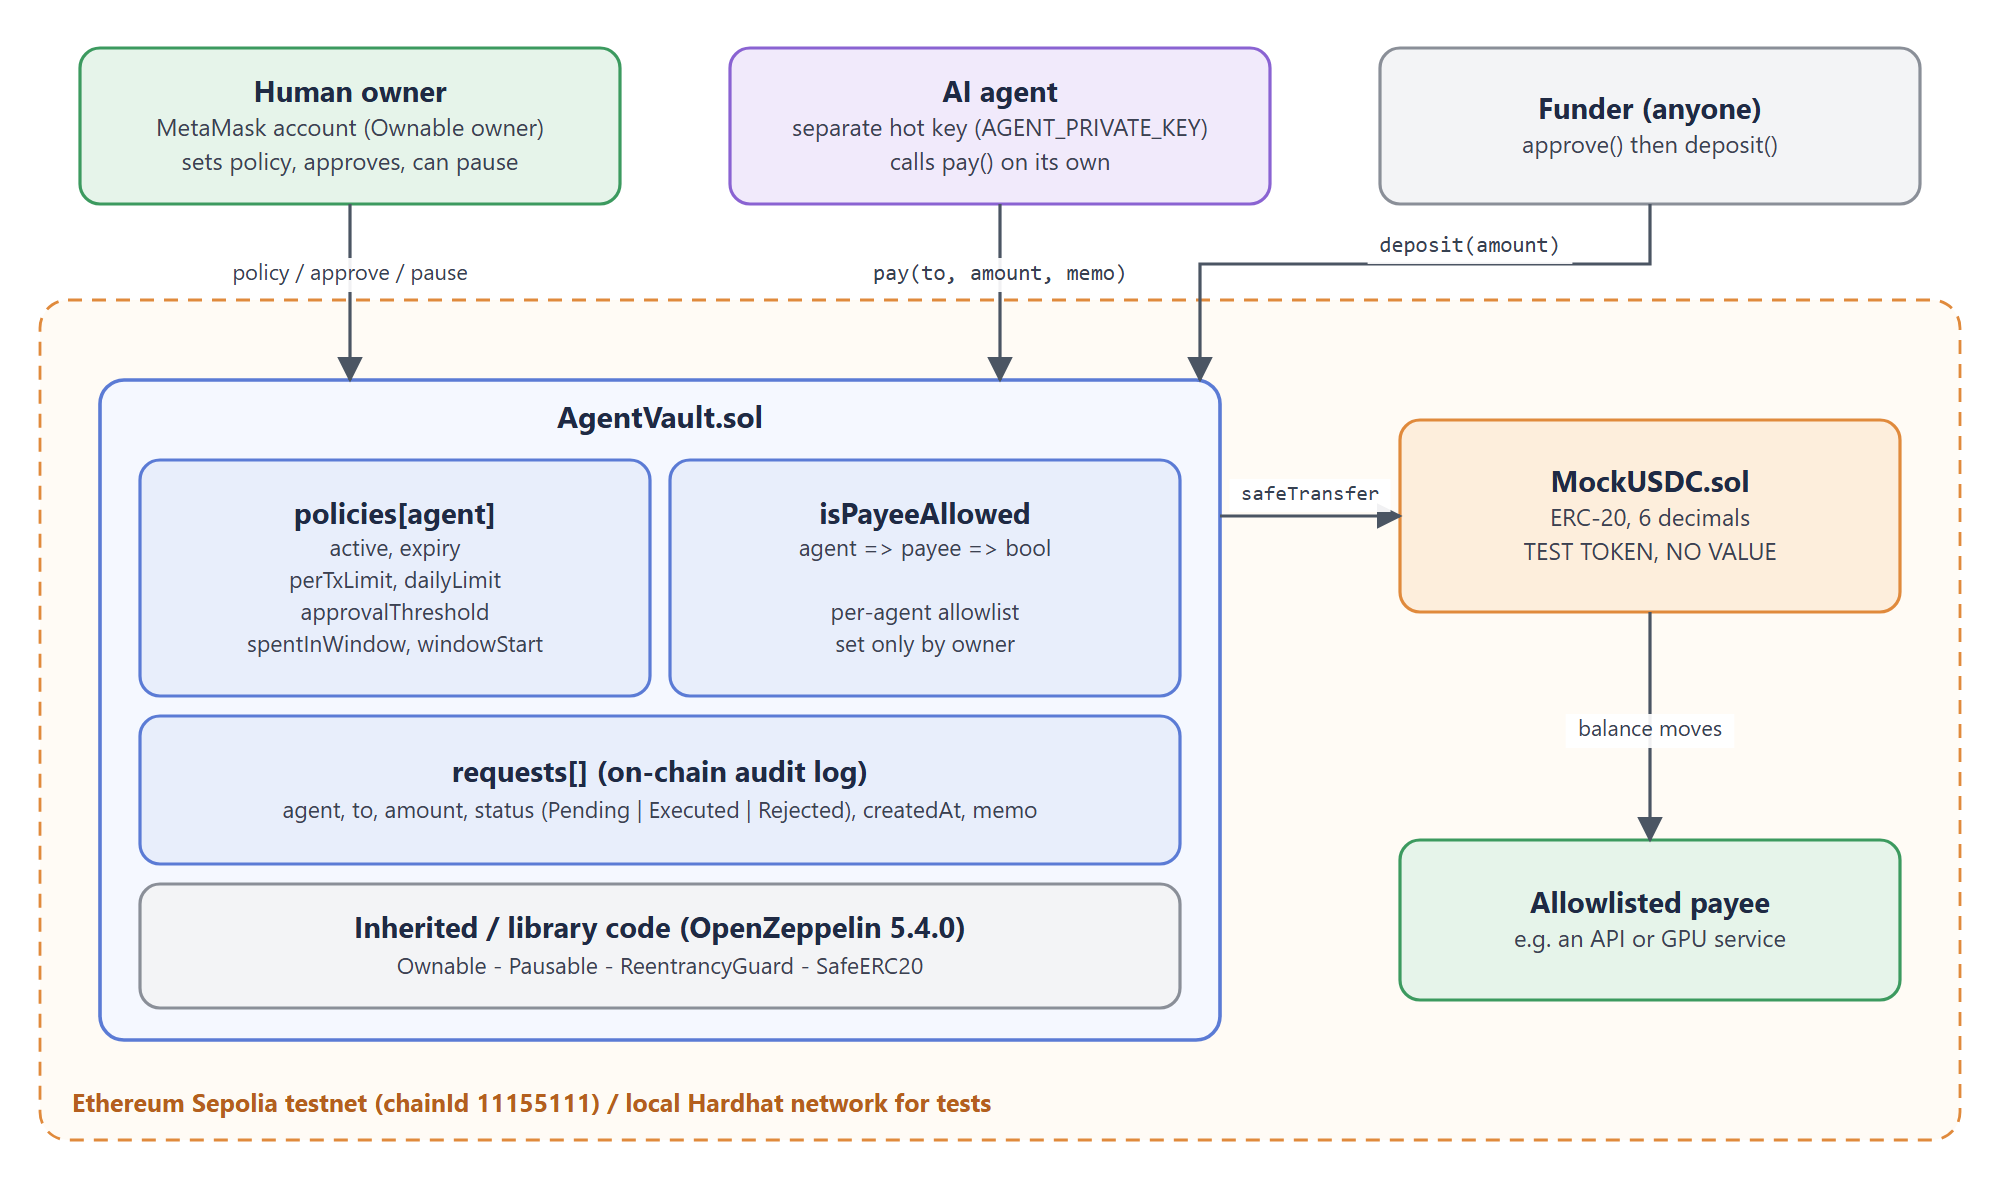 Human owner
MetaMask account (Ownable owner)
sets policy, approves, can pause
AI agent
separate hot key (AGENT_PRIVATE_KEY)
calls pay() on its own
Funder (anyone)
approve() then deposit()
policy / approve / pause
pay(to, amount, memo)
deposit(amount)
AgentVault.sol
policies[agent]
active, expiry
perTxLimit, dailyLimit
approvalThreshold
spentInWindow, windowStart
isPayeeAllowed
agent => payee => bool
per-agent allowlist
set only by owner
requests[] (on-chain audit log)
agent, to, amount, status (Pending | Executed | Rejected), createdAt, memo
Inherited / library code (OpenZeppelin 5.4.0)
Ownable - Pausable - ReentrancyGuard - SafeERC20
safeTransfer
MockUSDC.sol
ERC-20, 6 decimals
TEST TOKEN, NO VALUE
balance moves
Allowlisted payee
e.g. an API or GPU service
Ethereum Sepolia testnet (chainId 11155111) / local Hardhat network for tests